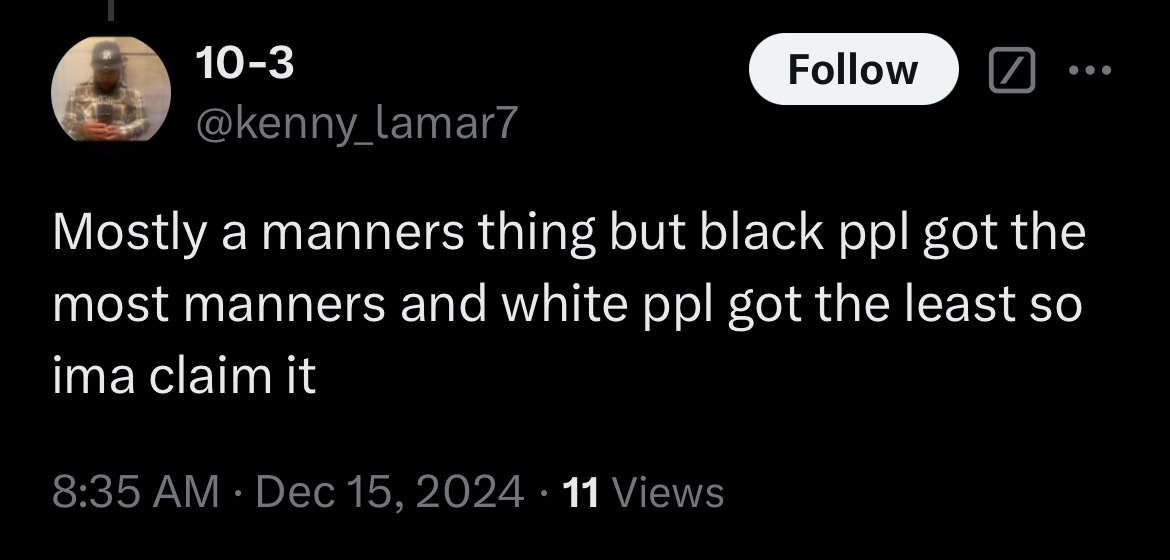 10-3
Follow
@kenny_lamar7
Mostly a manners thing but black ppl got the
most manners and white ppl got the least so
ima claim it
8:35 AM · Dec 15, 2024 · 11 Views